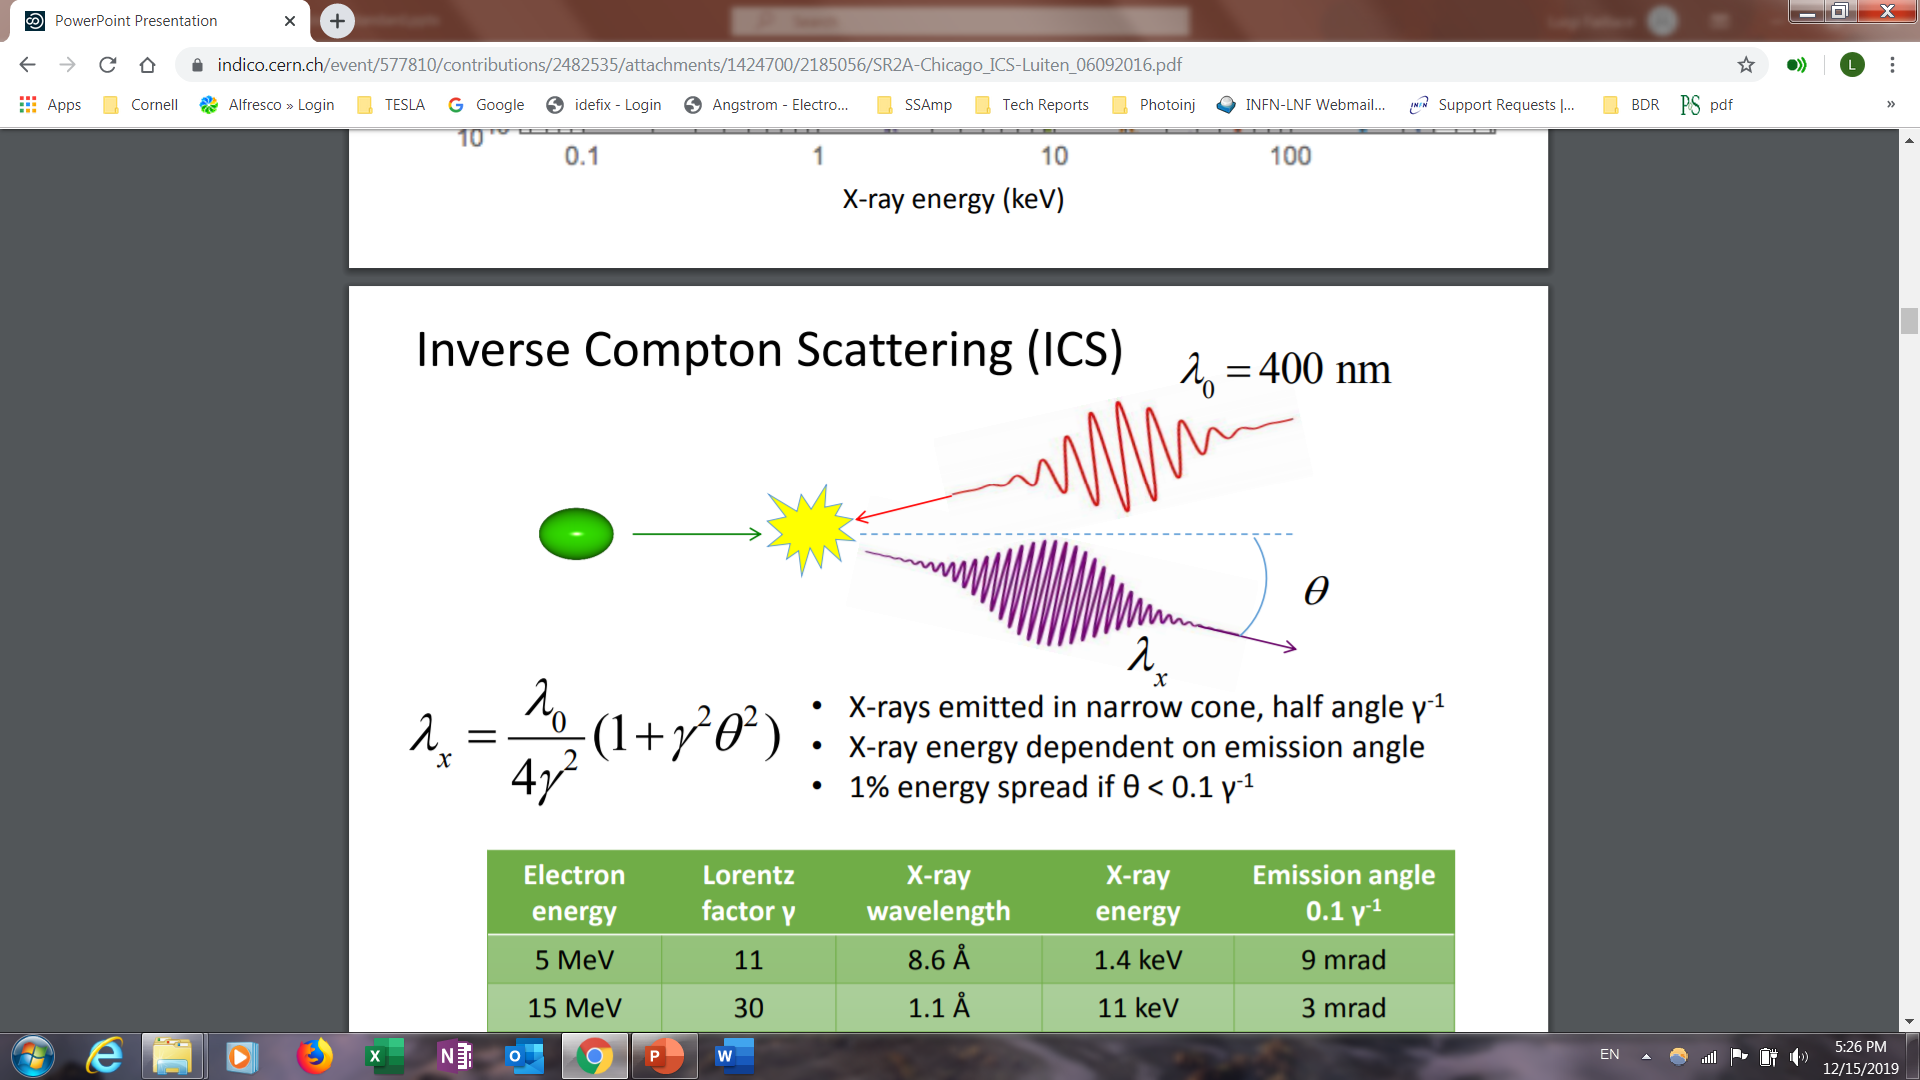 PowerPoint Presentation
indico.cern.ch/event/577810/contributions/2482535/attachments/1424700/2185056/SR2A-Chicago_ICS-Luiten_06092016.pdf
L
Apps Cornell Alfresco » Login TESLA Google idefix - Login Angstrom - Electro... SSAmp Tech Reports Photoinj INFN-LNF Webmail... Support Requests |... BDR pdf »
0.1 1 10 100
X-ray energy (keV)
Inverse Compton Scattering (ICS)
λ₀ = 400 nm
θ
λₓ
λₓ = λ₀/4γ² (1+γ²θ²)
• X-rays emitted in narrow cone, half angle γ⁻¹
• X-ray energy dependent on emission angle
• 1% energy spread if θ < 0.1 γ⁻¹
Electron energy Lorentz factor γ X-ray wavelength X-ray energy Emission angle 0.1 γ⁻¹
5 MeV 11 8.6 Å 1.4 keV 9 mrad
15 MeV 30 1.1 Å 11 keV 3 mrad
EN
5:26 PM
12/15/2019